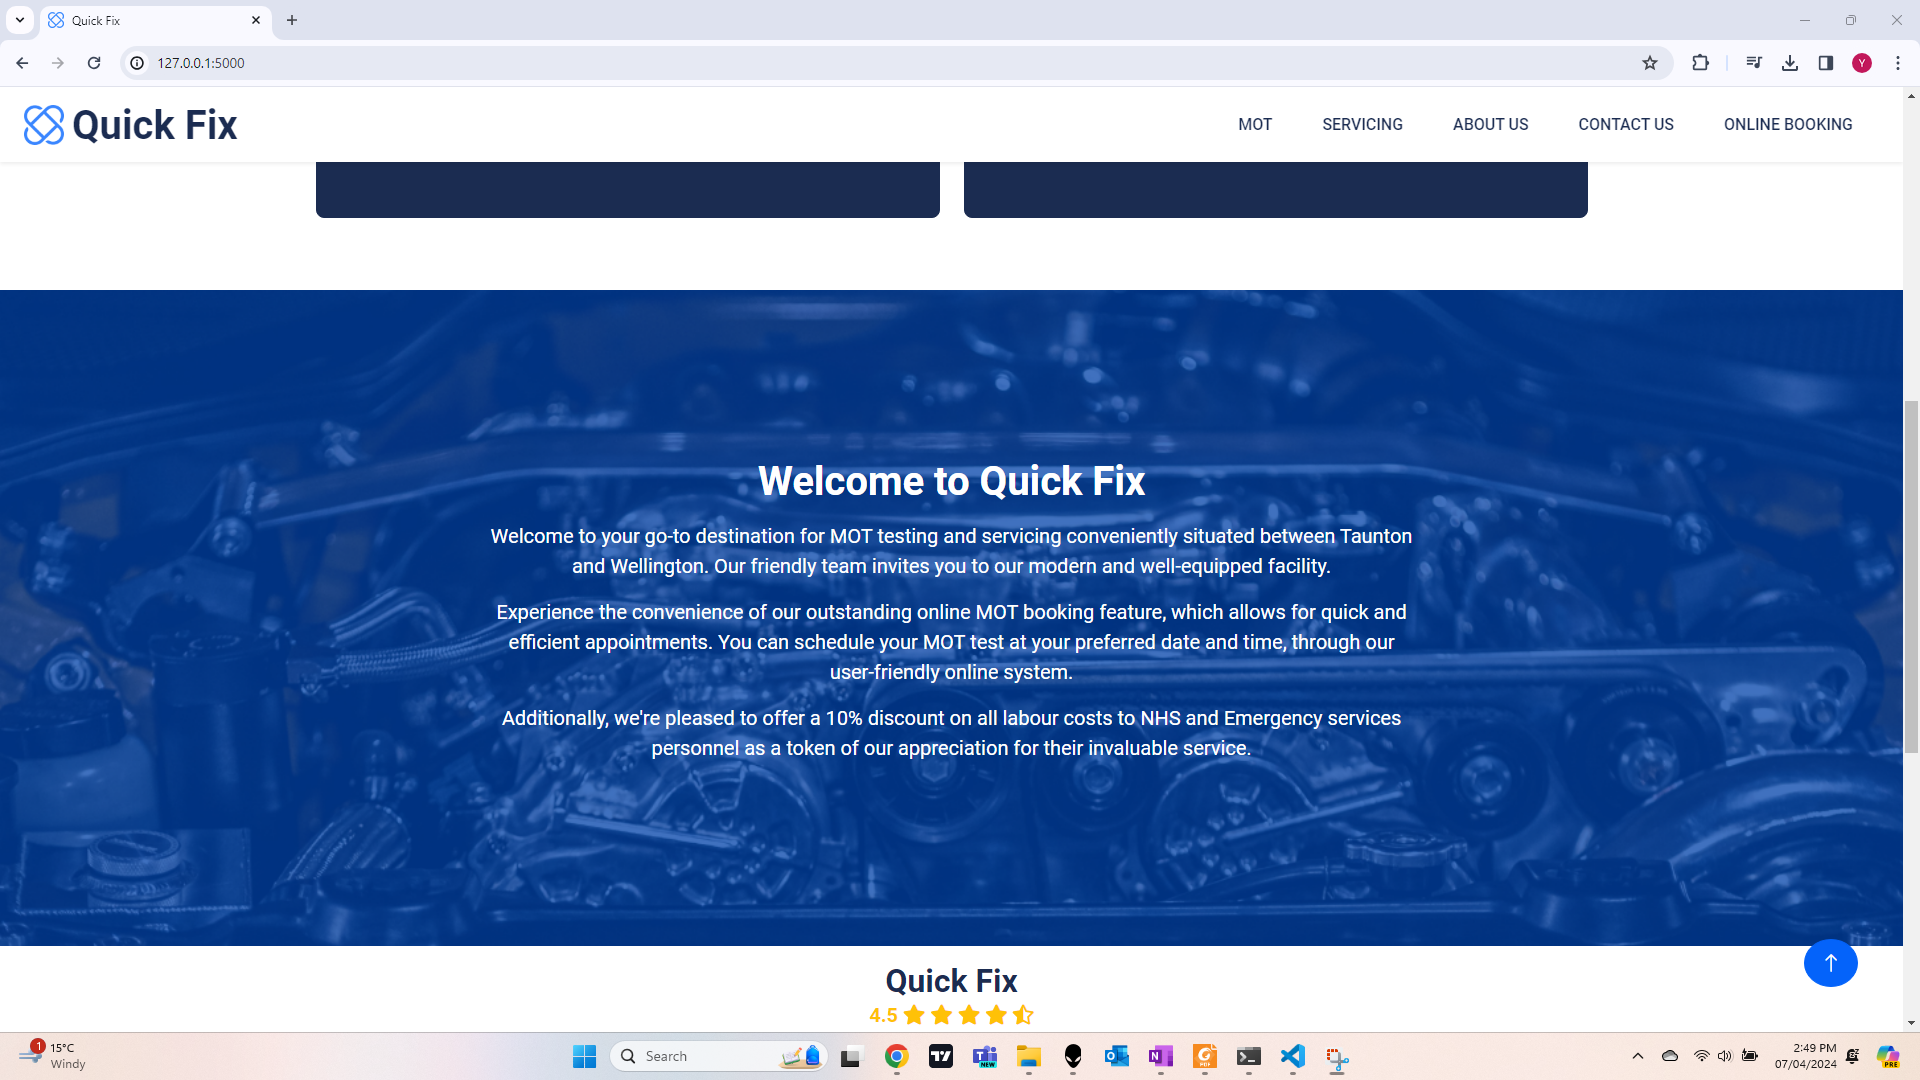 Quick Fix
127.0.0.1:5000
Y
Quick Fix
MOT
SERVICING
ABOUT US
CONTACT US
ONLINE BOOKING
Welcome to Quick Fix
Welcome to your go-to destination for MOT testing and servicing conveniently situated between Taunton
and Wellington. Our friendly team invites you to our modern and well-equipped facility.
Experience the convenience of our outstanding online MOT booking feature, which allows for quick and
efficient appointments. You can schedule your MOT test at your preferred date and time, through our
user-friendly online system.
Additionally, we're pleased to offer a 10% discount on all labour costs to NHS and Emergency services
personnel as a token of our appreciation for their invaluable service.
Quick Fix
4.5
1
15°C
Windy
Search
NEW
PDF
2:49 PM
07/04/2024
PRE